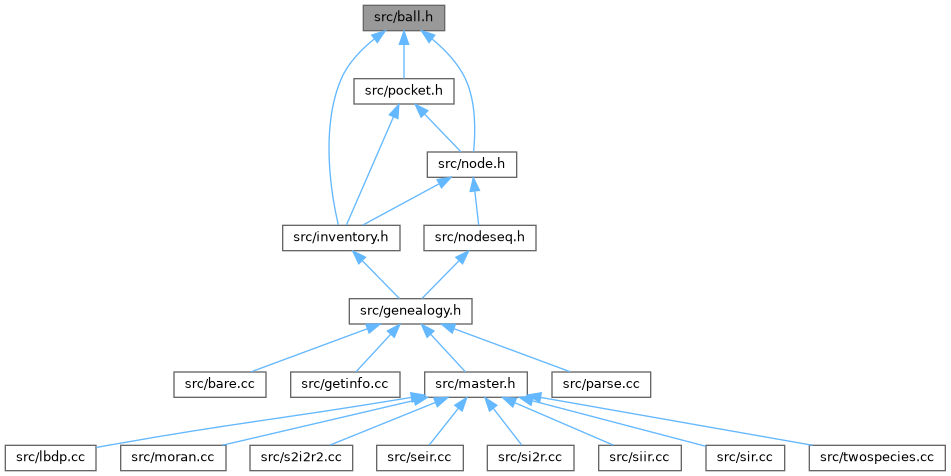 src/ball.h
src/pocket.h
src/node.h
src/inventory.h
src/nodeseq.h
src/genealogy.h
src/bare.cc
src/getinfo.cc
src/master.h
src/parse.cc
src/lbdp.cc
src/moran.cc
src/s2i2r2.cc
src/seir.cc
src/si2r.cc
src/siir.cc
src/sir.cc
src/twospecies.cc